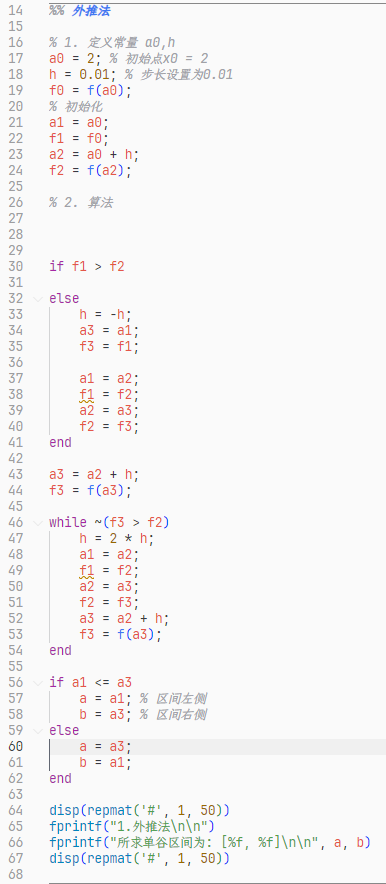 14 %% 外推法
15
16 % 1. 定义常量 a0,h
17 a0 = 2; % 初始点x0 = 2
18 h = 0.01; % 步长设置为0.01
19 f0 = f(a0);
20 % 初始化
21 a1 = a0;
22 f1 = f0;
23 a2 = a0 + h;
24 f2 = f(a2);
25
26 % 2. 算法
27
28
29
30 if f1 > f2
31
32 else
33     h = -h;
34     a3 = a1;
35     f3 = f1;
36
37     a1 = a2;
38     f1 = f2;
39     a2 = a3;
40     f2 = f3;
41 end
42
43 a3 = a2 + h;
44 f3 = f(a3);
45
46 while ~(f3 > f2)
47     h = 2 * h;
48     a1 = a2;
49     f1 = f2;
50     a2 = a3;
51     f2 = f3;
52     a3 = a2 + h;
53     f3 = f(a3);
54 end
55
56 if a1 <= a3
57     a = a1; % 区间左侧
58     b = a3; % 区间右侧
59 else
60     a = a3;
61     b = a1;
62 end
63
64 disp(repmat('#', 1, 50))
65 fprintf("1.外推法\n\n")
66 fprintf("所求单谷区间为: [%f, %f]\n\n", a, b)
67 disp(repmat('#', 1, 50))
68